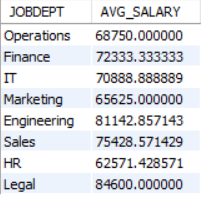 JOBDEPT AVG_SALARY
Operations 68750.000000
Finance 72333.333333
IT 70888.888889
Marketing 65625.000000
Engineering 81142.857143
Sales 75428.571429
HR 62571.428571
Legal 84600.000000